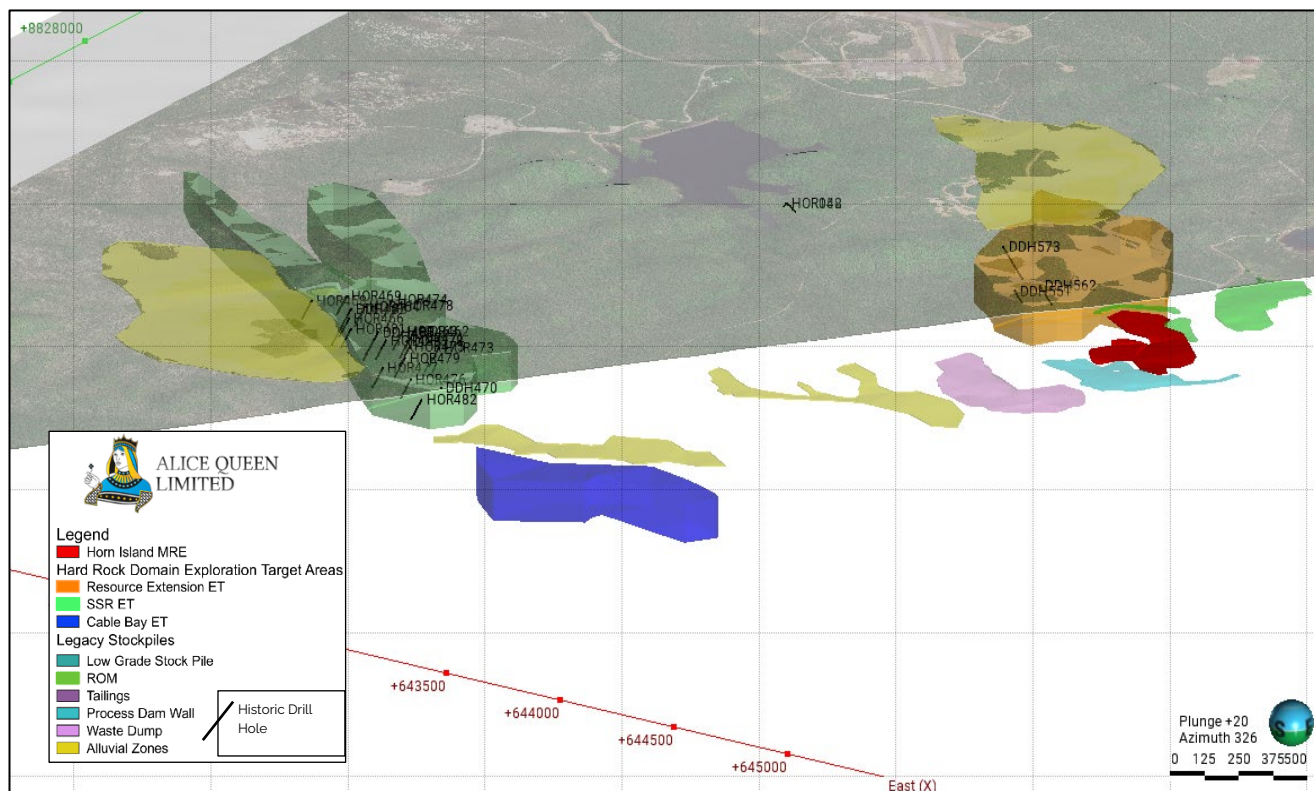 +8828000
DDH573
DDH562
DDH551
HOR469
HOR474
HOR478
HOR466
HOR473
HOR479
HOR476
DDH470
HOR482
ALICE QUEEN
LIMITED
Legend
Horn Island MRE
Hard Rock Domain Exploration Target Areas
Resource Extension ET
SSR ET
Cable Bay ET
Legacy Stockpiles
Low Grade Stock Pile
ROM
Tailings
Process Dam Wall
Waste Dump
Alluvial Zones
Historic Drill
Hole
+643500
+644000
+644500
+645000
East (X)
Plunge +20
Azimuth 326
0 125 250 375500